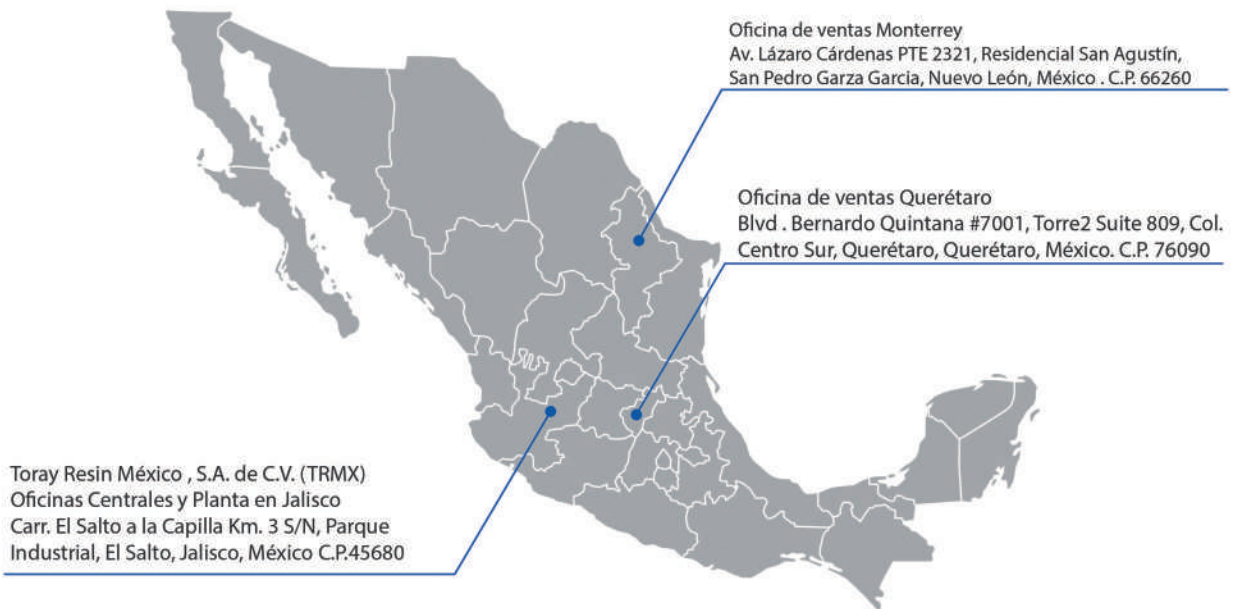 Oficina de ventas Monterrey
Av. Lázaro Cárdenas PTE 2321, Residencial San Agustín,
San Pedro Garza Garcia, Nuevo León, México . C.P. 66260
Oficina de ventas Querétaro
Blvd . Bernardo Quintana #7001, Torre2 Suite 809, Col.
Centro Sur, Querétaro, Querétaro, México. C.P. 76090
Toray Resin México , S.A. de C.V. (TRMX)
Oficinas Centrales y Planta en Jalisco
Carr. El Salto a la Capilla Km. 3 S/N, Parque
Industrial, El Salto, Jalisco, México C.P.45680